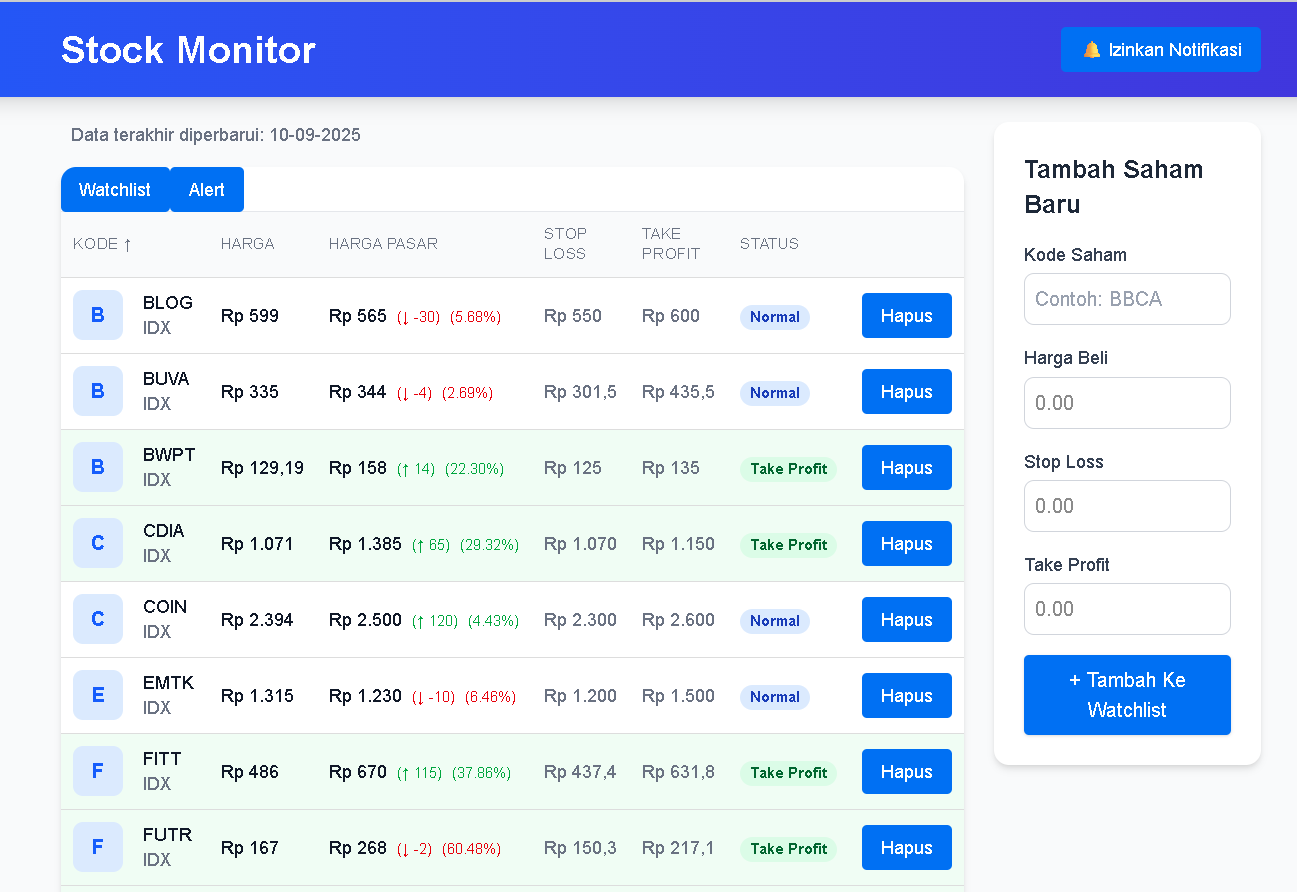 Stock Monitor
🔔 Izinkan Notifikasi
Data terakhir diperbarui: 10-09-2025
Watchlist Alert
KODE ↑ HARGA HARGA PASAR STOP LOSS TAKE PROFIT STATUS
B BLOG IDX Rp 599 Rp 565 (↓ -30) (5.68%) Rp 550 Rp 600 Normal Hapus
B BUVA IDX Rp 335 Rp 344 (↓ -4) (2.69%) Rp 301,5 Rp 435,5 Normal Hapus
B BWPT IDX Rp 129,19 Rp 158 (↑ 14) (22.30%) Rp 125 Rp 135 Take Profit Hapus
C CDIA IDX Rp 1.071 Rp 1.385 (↑ 65) (29.32%) Rp 1.070 Rp 1.150 Take Profit Hapus
C COIN IDX Rp 2.394 Rp 2.500 (↑ 120) (4.43%) Rp 2.300 Rp 2.600 Normal Hapus
E EMTK IDX Rp 1.315 Rp 1.230 (↓ -10) (6.46%) Rp 1.200 Rp 1.500 Normal Hapus
F FITT IDX Rp 486 Rp 670 (↑ 115) (37.86%) Rp 437,4 Rp 631,8 Take Profit Hapus
F FUTR IDX Rp 167 Rp 268 (↓ -2) (60.48%) Rp 150,3 Rp 217,1 Take Profit Hapus
Tambah Saham
Baru
Kode Saham
Contoh: BBCA
Harga Beli
0.00
Stop Loss
0.00
Take Profit
0.00
+ Tambah Ke
Watchlist